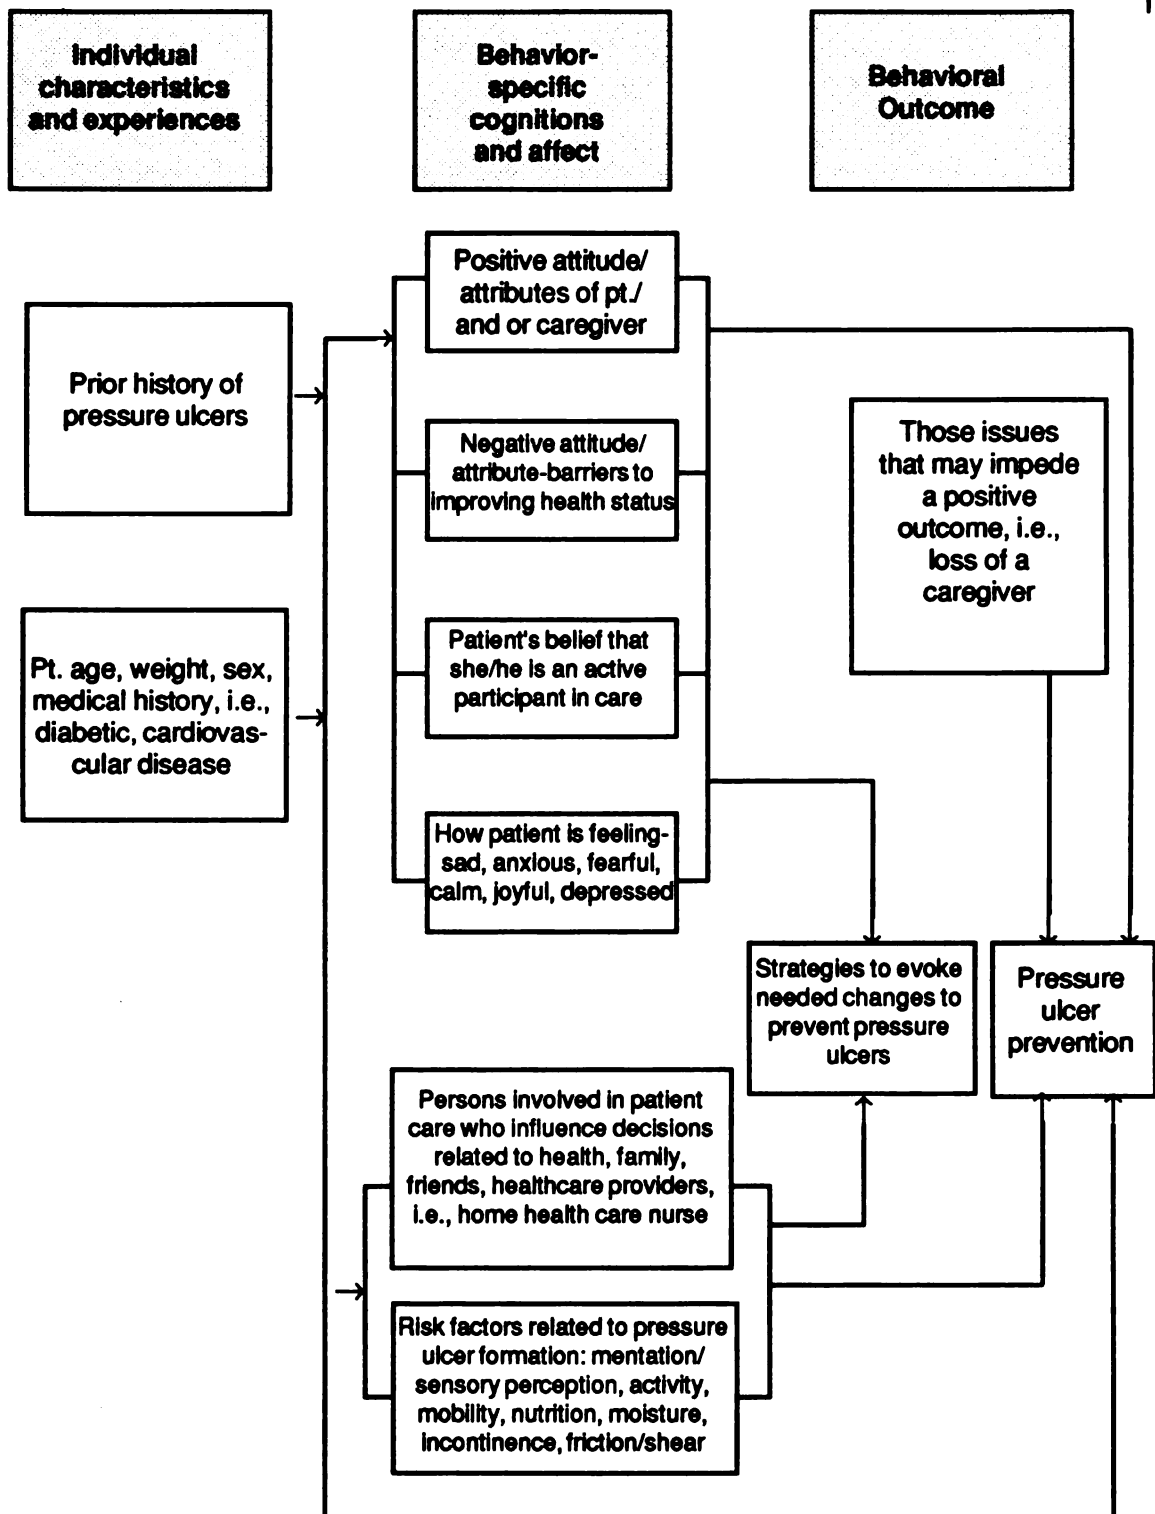 Individual
characteristics
and experiences
Behavior-
specific
cognitions
and affect
Behavioral
Outcome
Positive attitude/
attributes of pt./
and or caregiver
Prior history of
pressure ulcers
Negative attitude/
attribute-barriers to
improving health status
Those issues
that may impede
a positive
outcome, i.e.,
loss of a
caregiver
Pt. age, weight, sex,
medical history, i.e.,
diabetic, cardiovas-
cular disease
Patient's belief that
she/he is an active
participant in care
How patient is feeling-
sad, anxious, fearful,
calm, joyful, depressed
Strategies to evoke
needed changes to
prevent pressure
ulcers
Pressure
ulcer
prevention
Persons involved in patient
care who influence decisions
related to health, family,
friends, healthcare providers,
i.e., home health care nurse
Risk factors related to pressure
ulcer formation: mentation/
sensory perception, activity,
mobility, nutrition, moisture,
incontinence, friction/shear